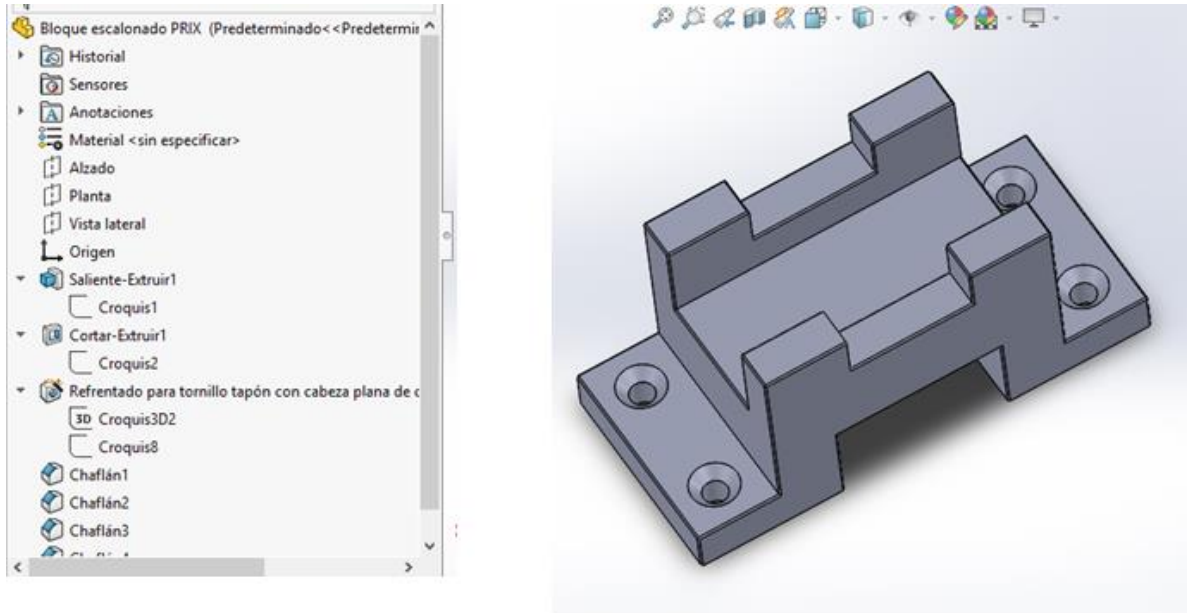 Bloque escalonado PRIX (Predeterminado<<Predetermir
Historial
Sensores
Anotaciones
Material <sin especificar>
Alzado
Planta
Vista lateral
Origen
Saliente-Extruir1
Croquis1
Cortar-Extruir1
Croquis2
Refrentado para tornillo tapón con cabeza plana de c
3D Croquis3D2
Croquis8
Chaflán1
Chaflán2
Chaflán3